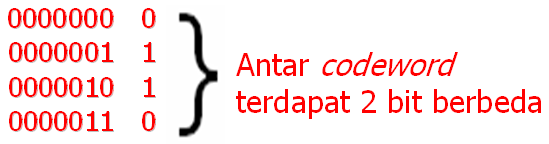 0000000 0
0000001 1
0000010 1
0000011 0
Antar codeword
terdapat 2 bit berbeda